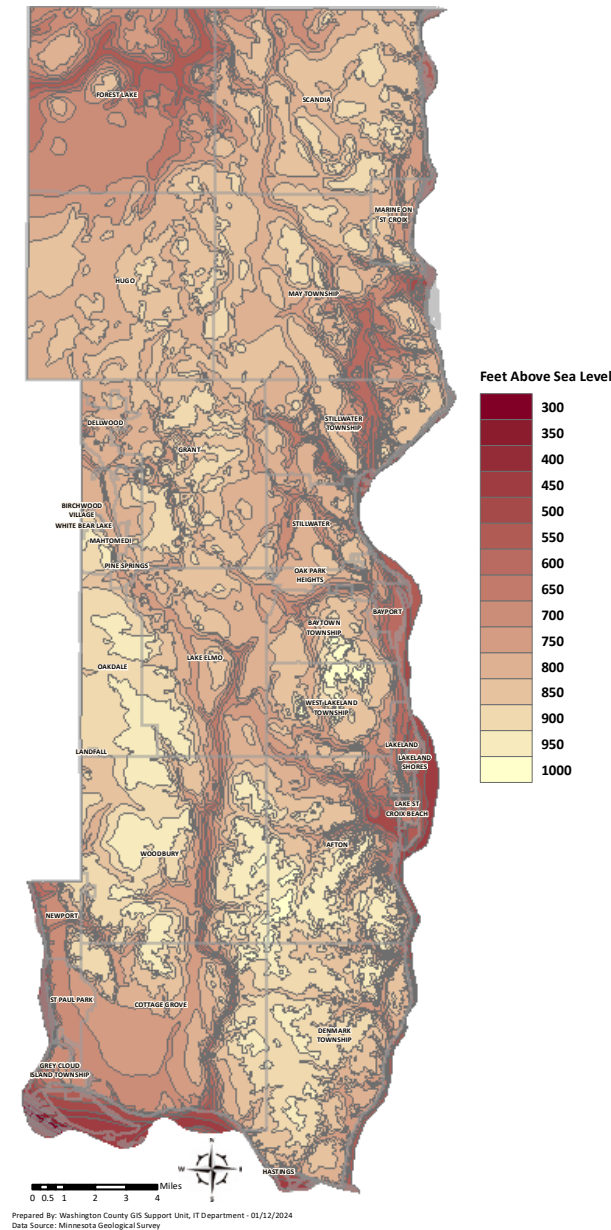 FOREST LAKE
SCANDIA
MARINE ON
ST CROIX
HUGO
MAY TOWNSHIP
DELLWOOD
STILLWATER
TOWNSHIP
GRANT
BIRCHWOOD
VILLAGE
WHITE BEAR LAKE
MAHTOMEDI
STILLWATER
PINE SPRINGS
OAK PARK
HEIGHTS
BAYPORT
BAYTOWN
TOWNSHIP
LAKE ELMO
OAKDALE
WEST LAKELAND
TOWNSHIP
LANDFALL
LAKELAND
LAKELAND
SHORES
LAKE ST
CROIX BEACH
AFTON
WOODBURY
NEWPORT
ST PAUL PARK
COTTAGE GROVE
DENMARK
TOWNSHIP
GREY CLOUD
ISLAND TOWNSHIP
HASTINGS
Feet Above Sea Level
300
350
400
450
500
550
600
650
700
750
800
850
900
950
1000
N
W E
S
Miles
0 0.5 1 2 3 4
Prepared By: Washington County GIS Support Unit, IT Department - 01/12/2024
Data Source: Minnesota Geological Survey